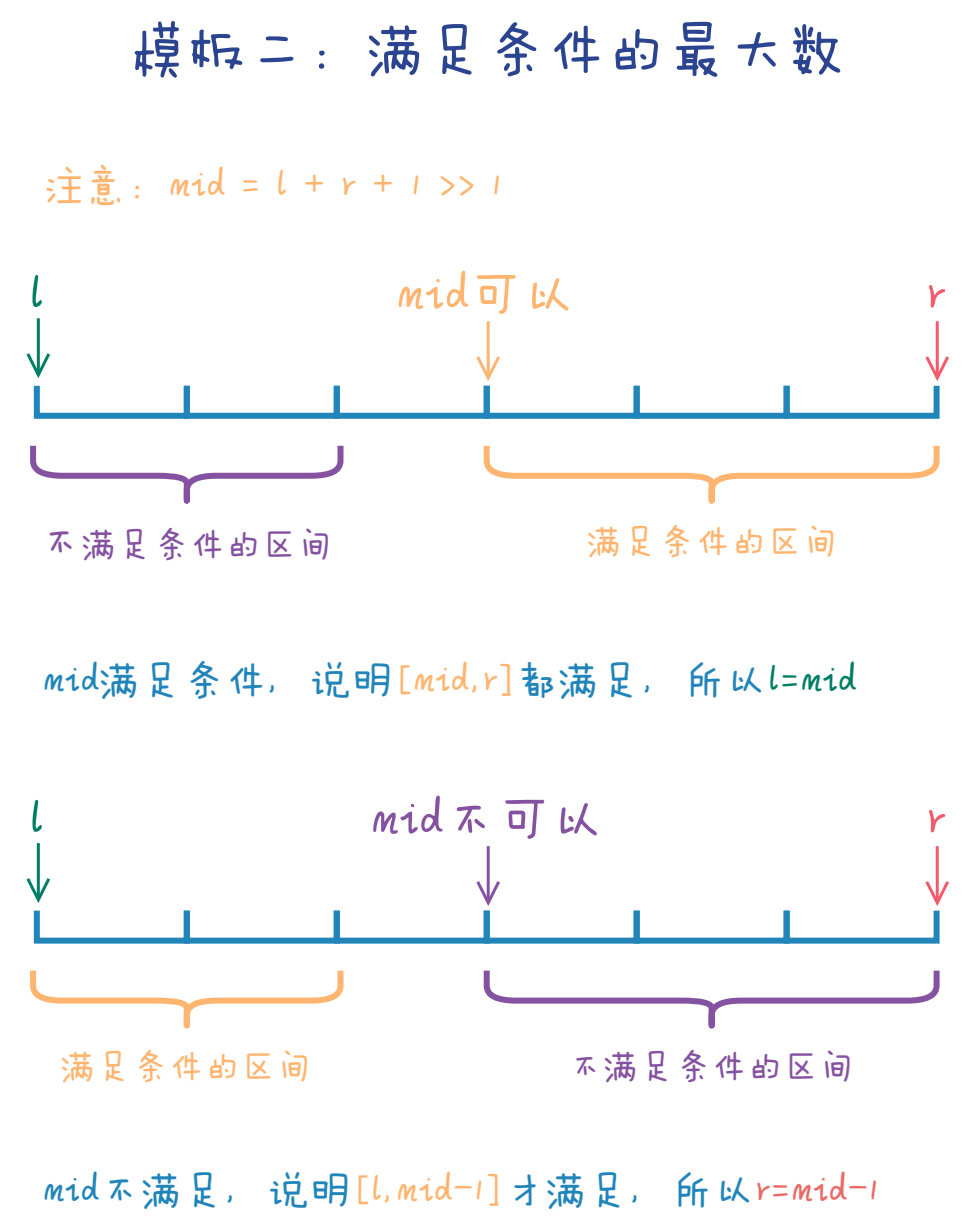 模板二：满足条件的最大数
注意：mid = l + r + 1 >> 1
l mid可以 r
不满足条件的区间 满足条件的区间
mid满足条件，说明[mid,r]都满足，所以l=mid
l mid不可以 r
满足条件的区间 不满足条件的区间
mid不满足，说明[l,mid-1]才满足，所以r=mid-1